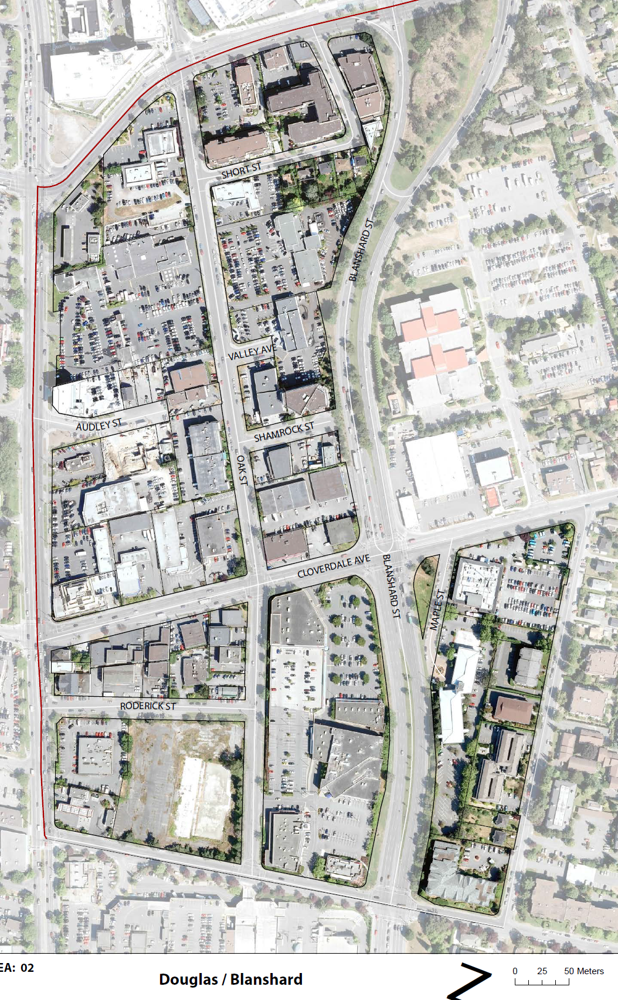 SHORT ST
BLANSHARD ST
VALLEY AVE
AUDLEY ST
SHAMROCK ST
OAK ST
CLOVERDALE AVE
BLANSHARD ST
MAPLE ST
RODERICK ST
EA: 02
Douglas / Blanshard
0 25 50 Meters